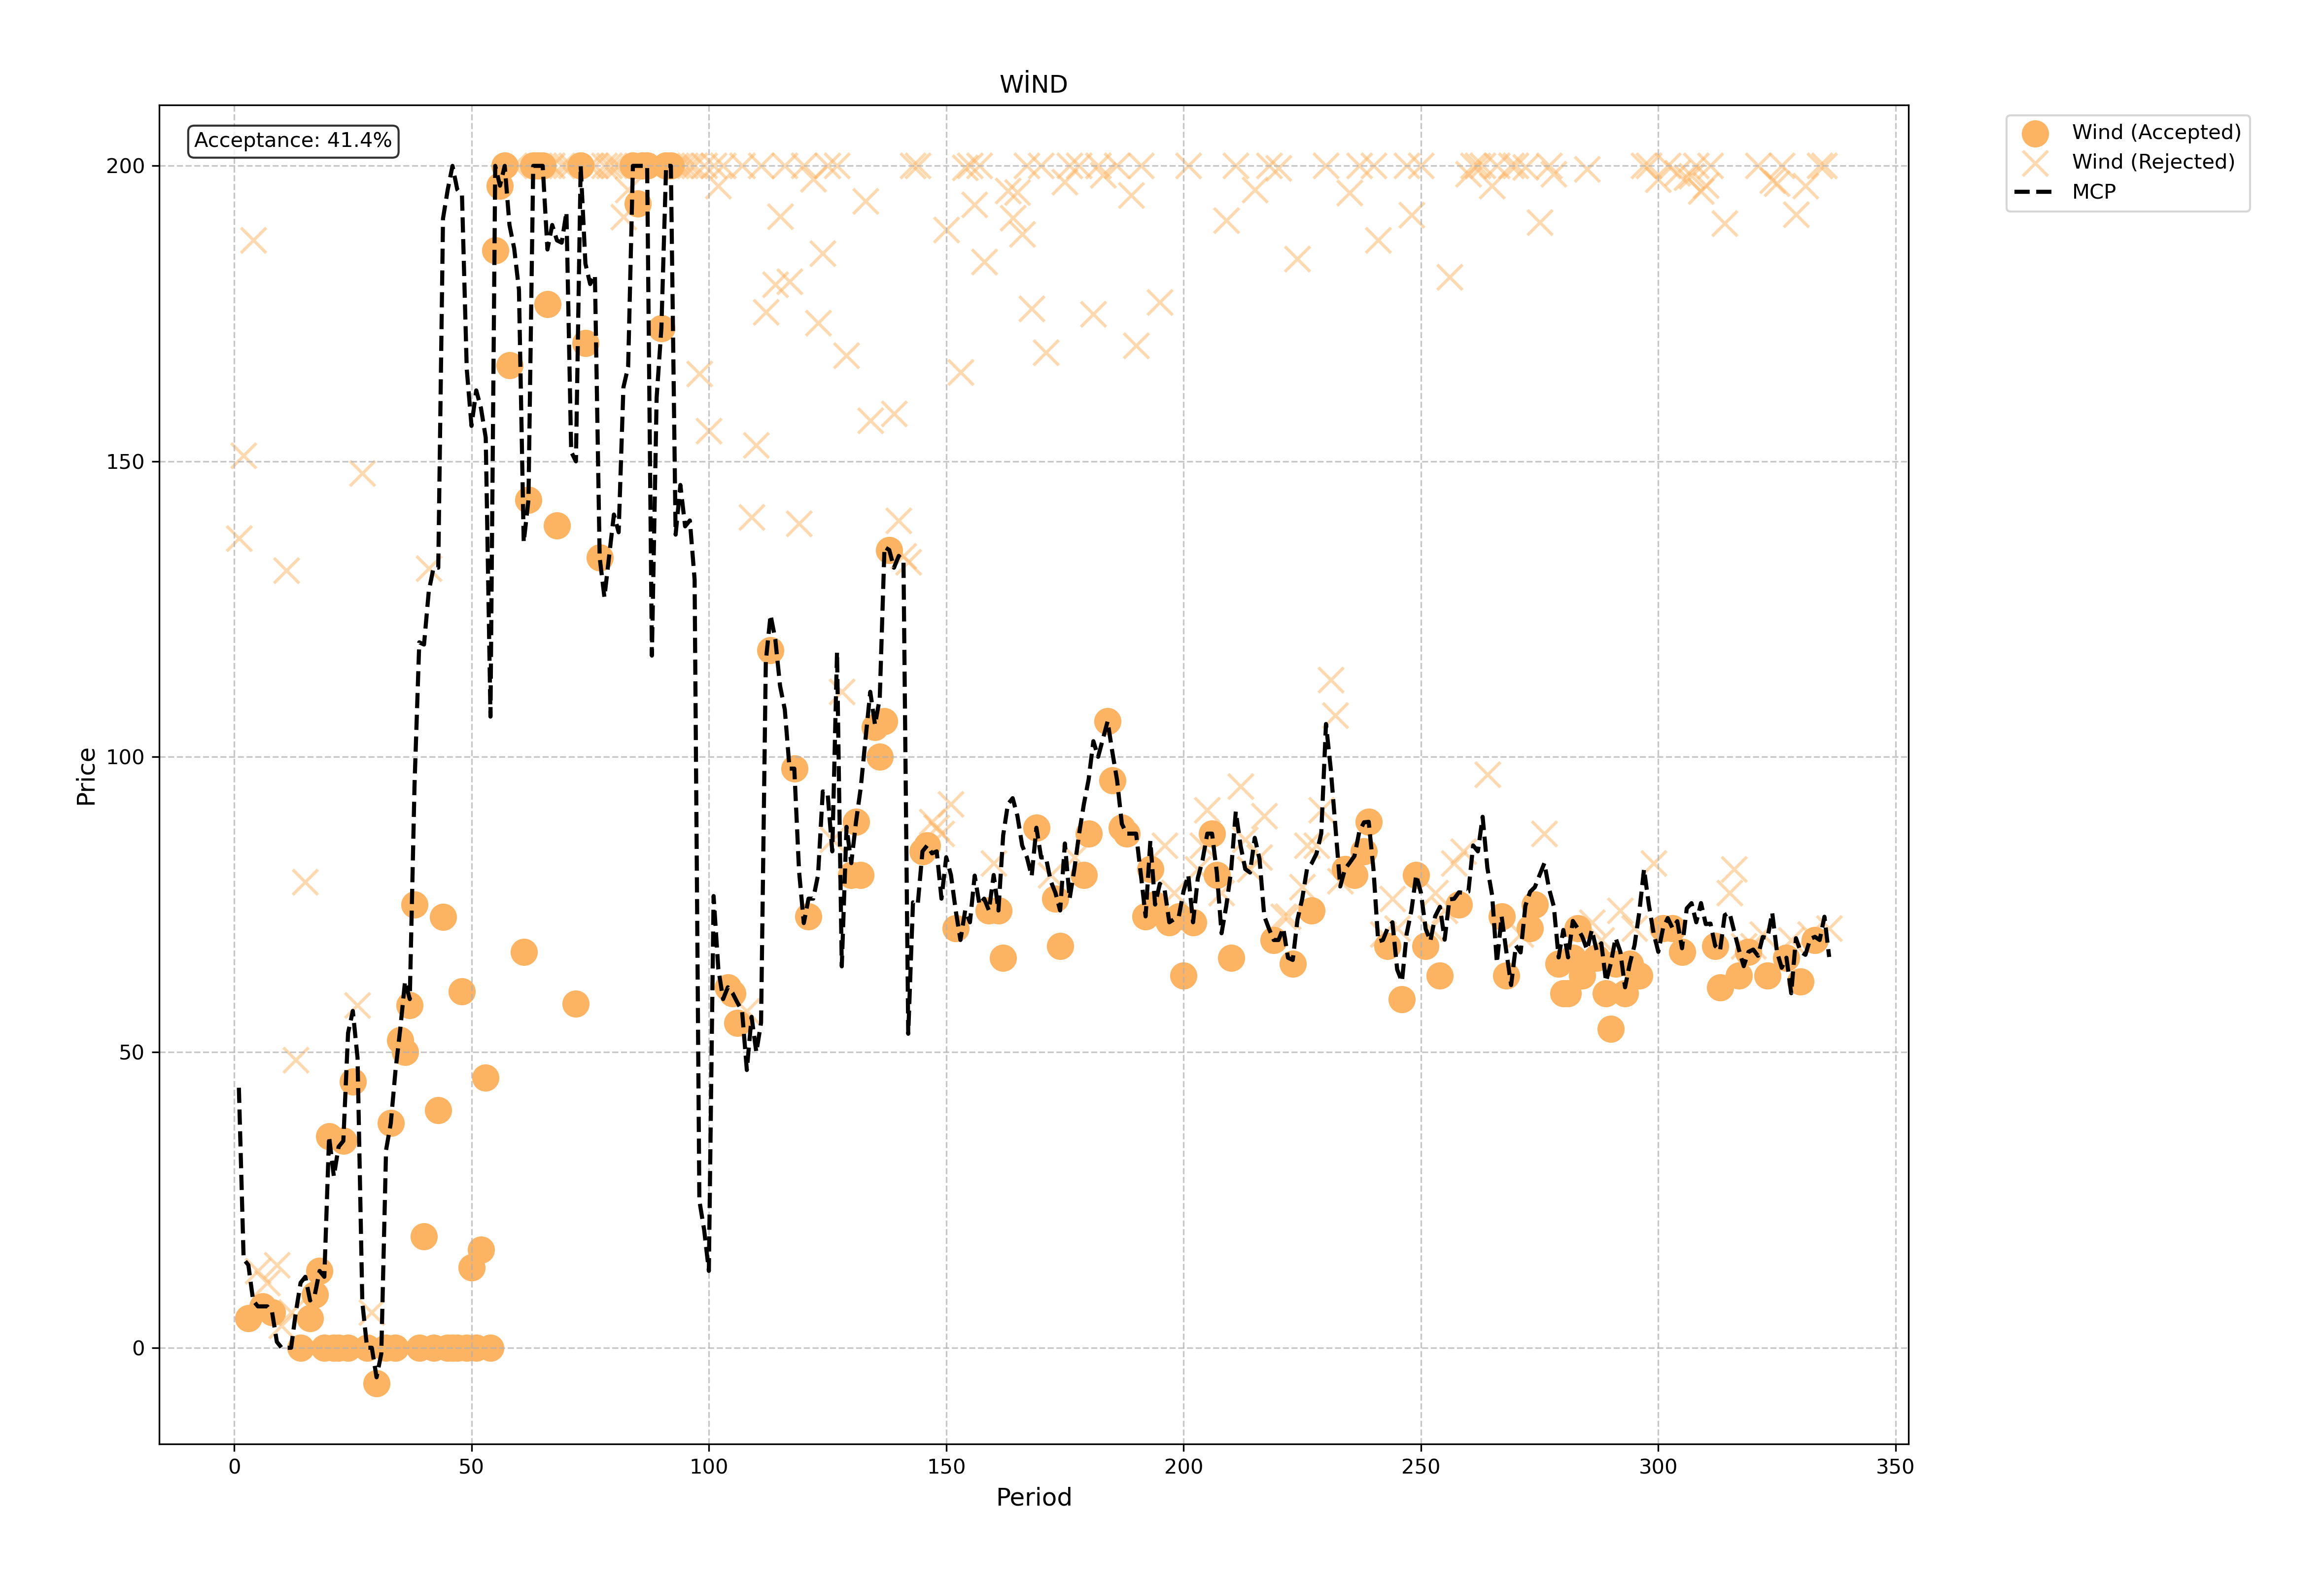 WİND
Acceptance: 41.4%
Wind (Accepted)
Wind (Rejected)
MCP
Price
200
150
100
50
0
0 50 100 150 200 250 300 350
Period